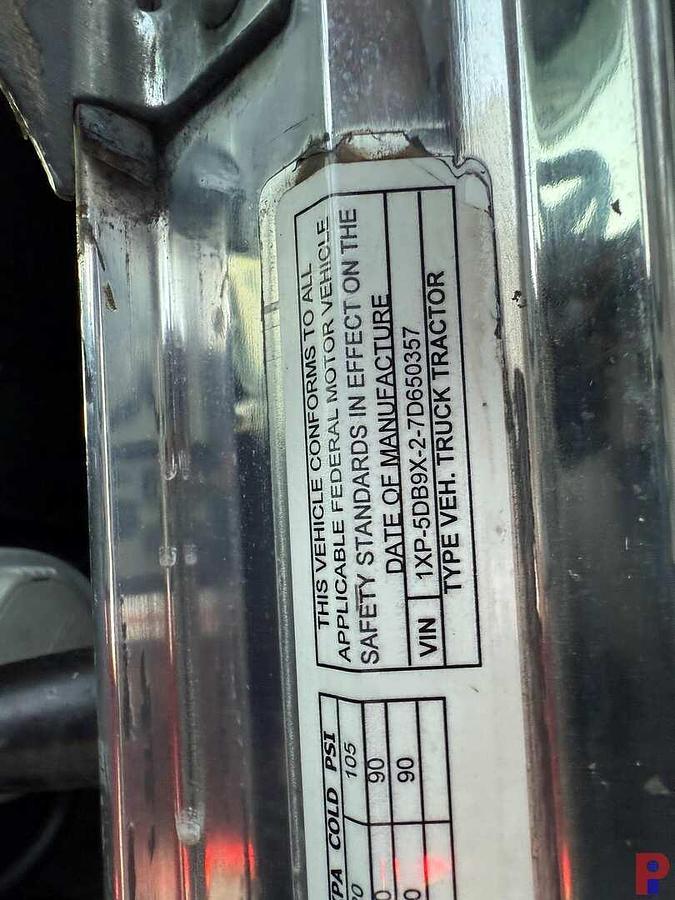 THIS VEHICLE CONFORMS TO ALL
APPLICABLE FEDERAL MOTOR VEHICLE
SAFETY STANDARDS IN EFFECT ON THE
DATE OF MANUFACTURE
VIN 1XP-5DB9X-2-7D650357
TYPE VEH. TRUCK TRACTOR
COLD PSI
105
90
90